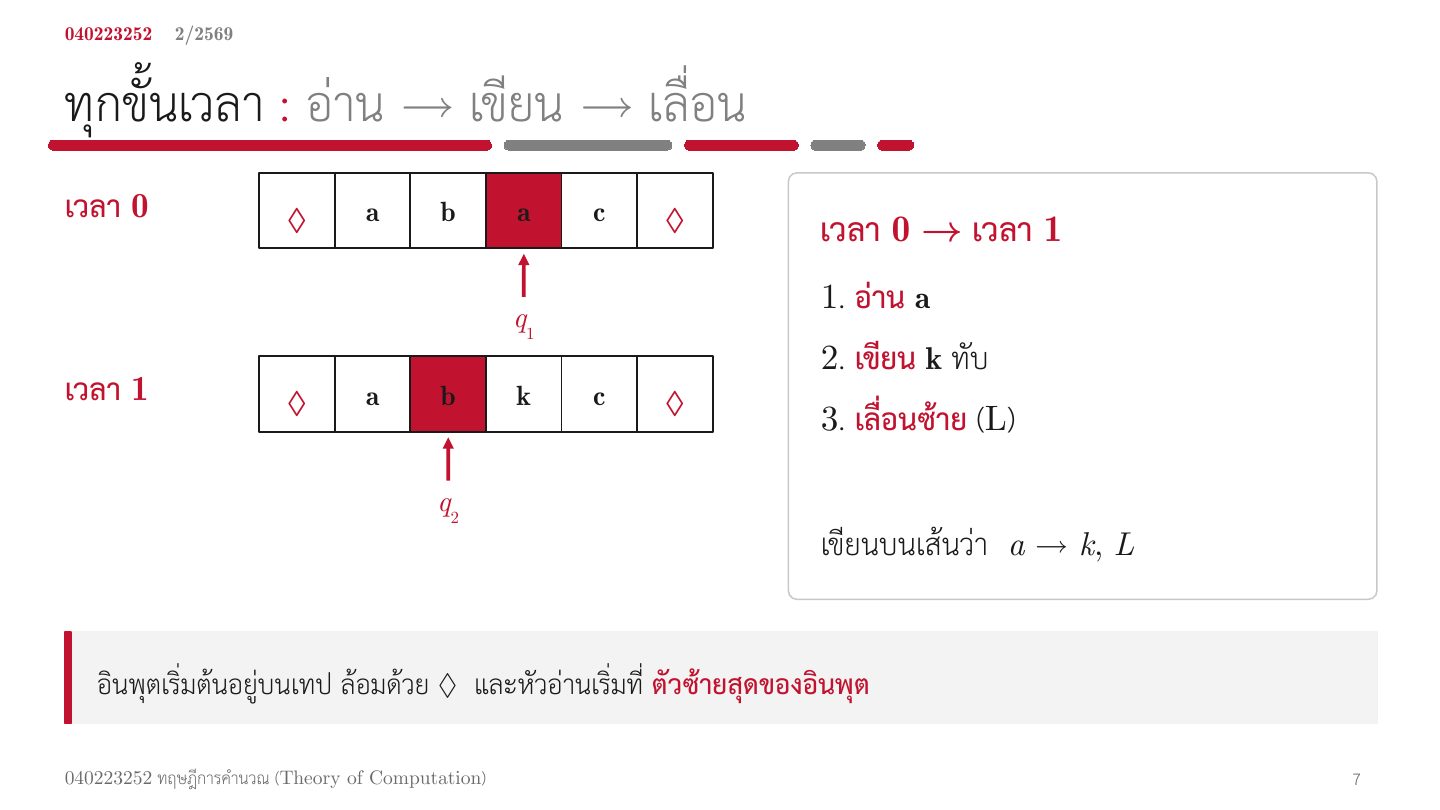 040223252 2/2569
ทุกขั้นเวลา : อ่าน → เขียน → เลื่อน
เวลา 0
◊ a b a c ◊
q1
เวลา 1
◊ a b k c ◊
q2
เวลา 0 → เวลา 1
1. อ่าน a
2. เขียน k ทับ
3. เลื่อนซ้าย (L)
เขียนบนเส้นว่า a → k, L
อินพุตเริ่มต้นอยู่บนเทป ล้อมด้วย ◊ และหัวอ่านเริ่มที่ ตัวซ้ายสุดของอินพุต
040223252 ทฤษฎีการคำนวณ (Theory of Computation)
7